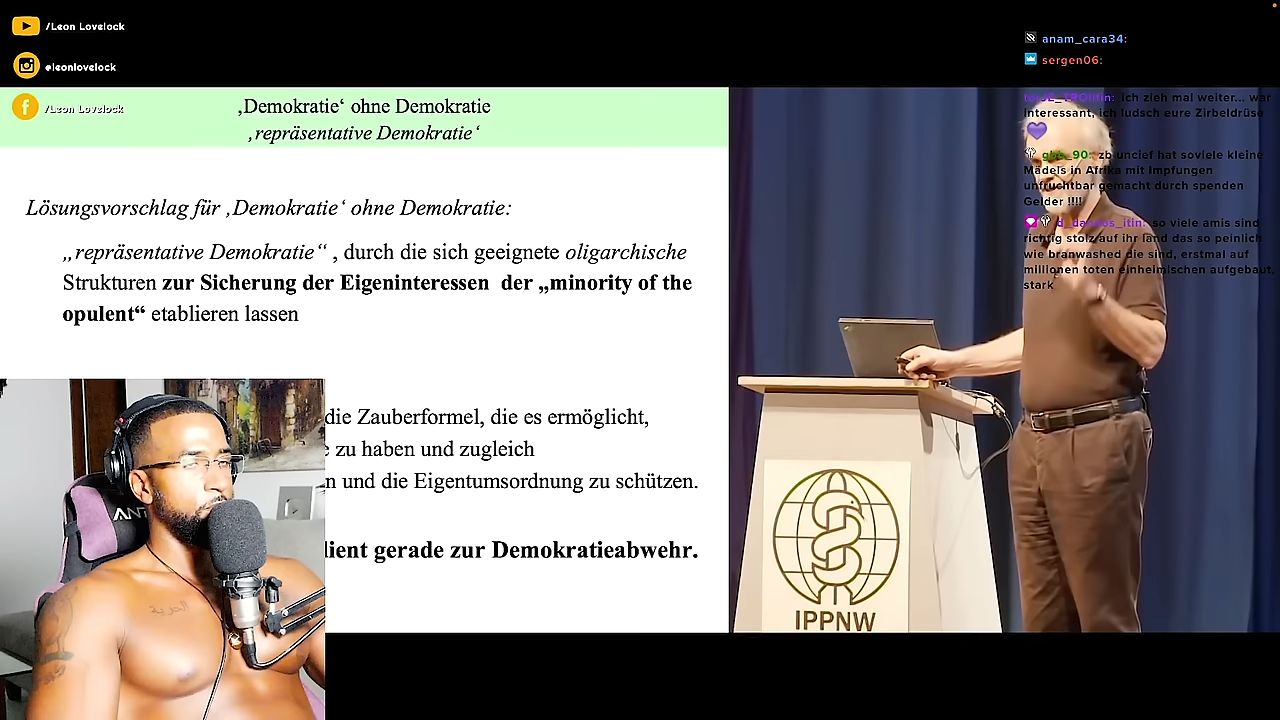 /Leon Lovelock
@leonlovelock
/Leon Lovelock
‚Demokratie‘ ohne Demokratie
‚repräsentative Demokratie‘
Lösungsvorschlag für ‚Demokratie‘ ohne Demokratie:
„repräsentative Demokratie“ , durch die sich geeignete oligarchische
Strukturen zur Sicherung der Eigeninteressen der „minority of the
opulent“ etablieren lassen
die Zauberformel, die es ermöglicht,
zu haben und zugleich
und die Eigentumsordnung zu schützen.
gerade zur Demokratieabwehr.
ANT
IPPNW
anam_cara34:
sergen06:
ich zieh mal weiter... war
interessant, ich ludsch eure Zirbeldrüse
zb uncief hat soviele kleine
Mädels in Afrika mit Impfungen
unfruchtbar gemacht durch spenden
Gelder !!!!
so viele amis sind
richtig stolz auf ihr land das so peinlich
wie branwashed die sind, erstmal auf
millionen toten einheimischen aufgebaut,
stark